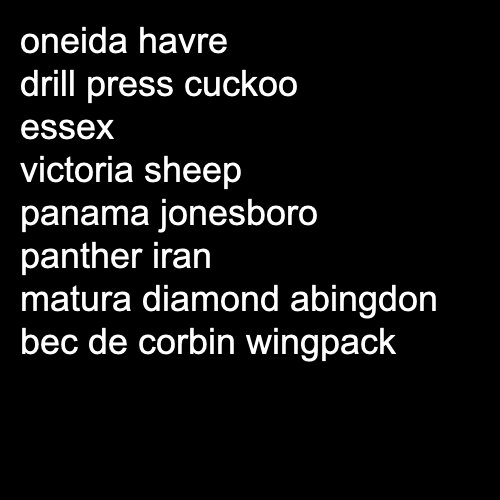 oneida havre
drill press cuckoo
essex
victoria sheep
panama jonesboro
panther iran
matura diamond abingdon
bec de corbin wingpack